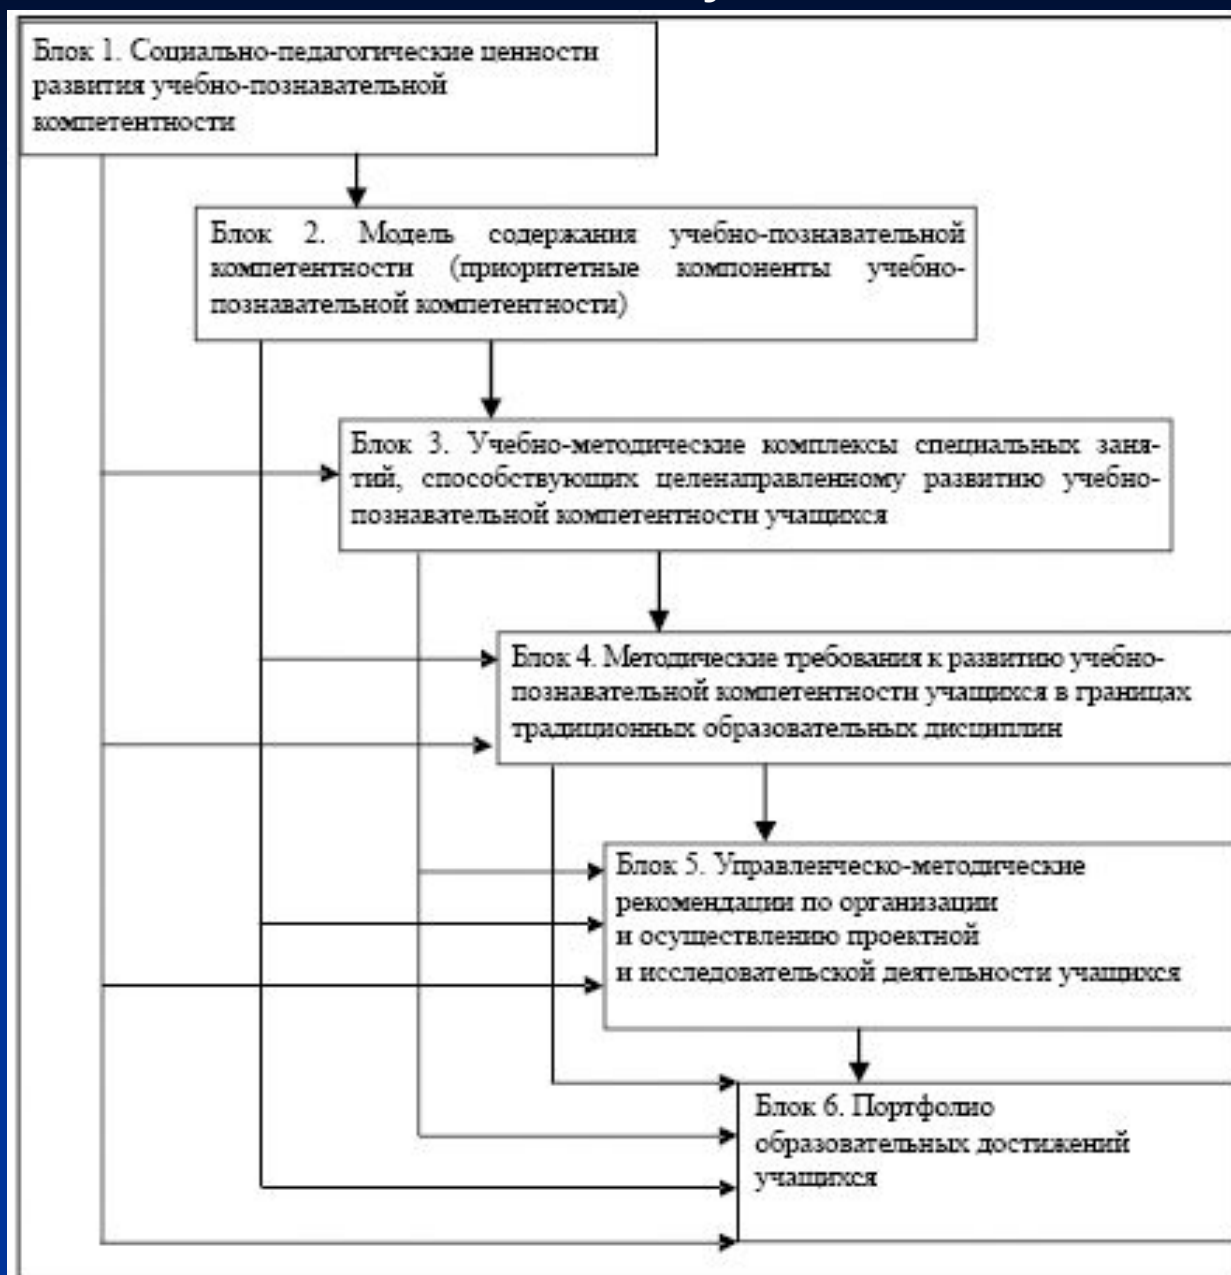 Блок 1. Социально-педагогические ценности
развития учебно-познавательной
компетентности
Блок 2. Модель содержания учебно-познавательной
компетентности (приоритетные компоненты учебно-
познавательной компетентности)
Блок 3. Учебно-методические комплексы специальных заня-
тий, способствующих целенаправленному развитию учебно-
познавательной компетентности учащихся
Блок 4. Методические требования к развитию учебно-
познавательной компетентности учащихся в границах
традиционных образовательных дисциплин
Блок 5. Управленческо-методические
рекомендации по организации
и осуществлению проектной
и исследовательской деятельности учащихся
Блок 6. Портфолио
образовательных достижений
учащихся